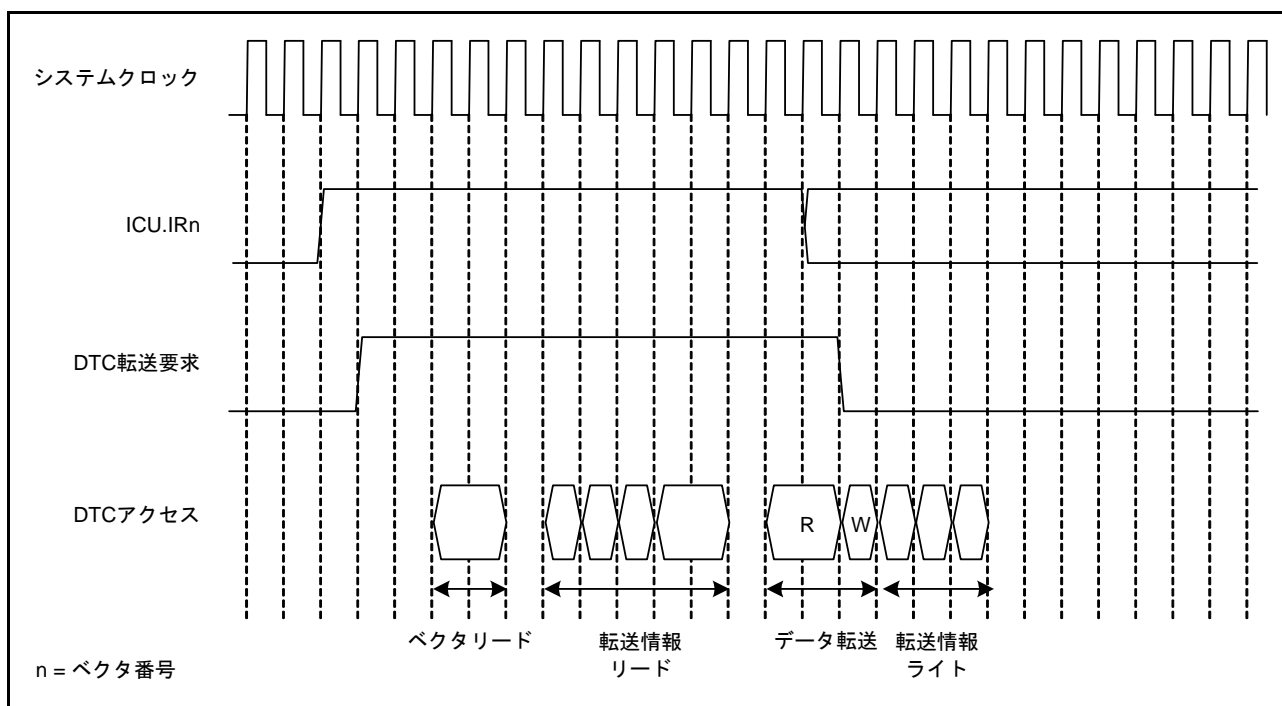 システムクロック
ICU.IRn
DTC転送要求
DTCアクセス
R
W
ベクタリード
転送情報
リード
データ転送
転送情報
ライト
n = ベクタ番号